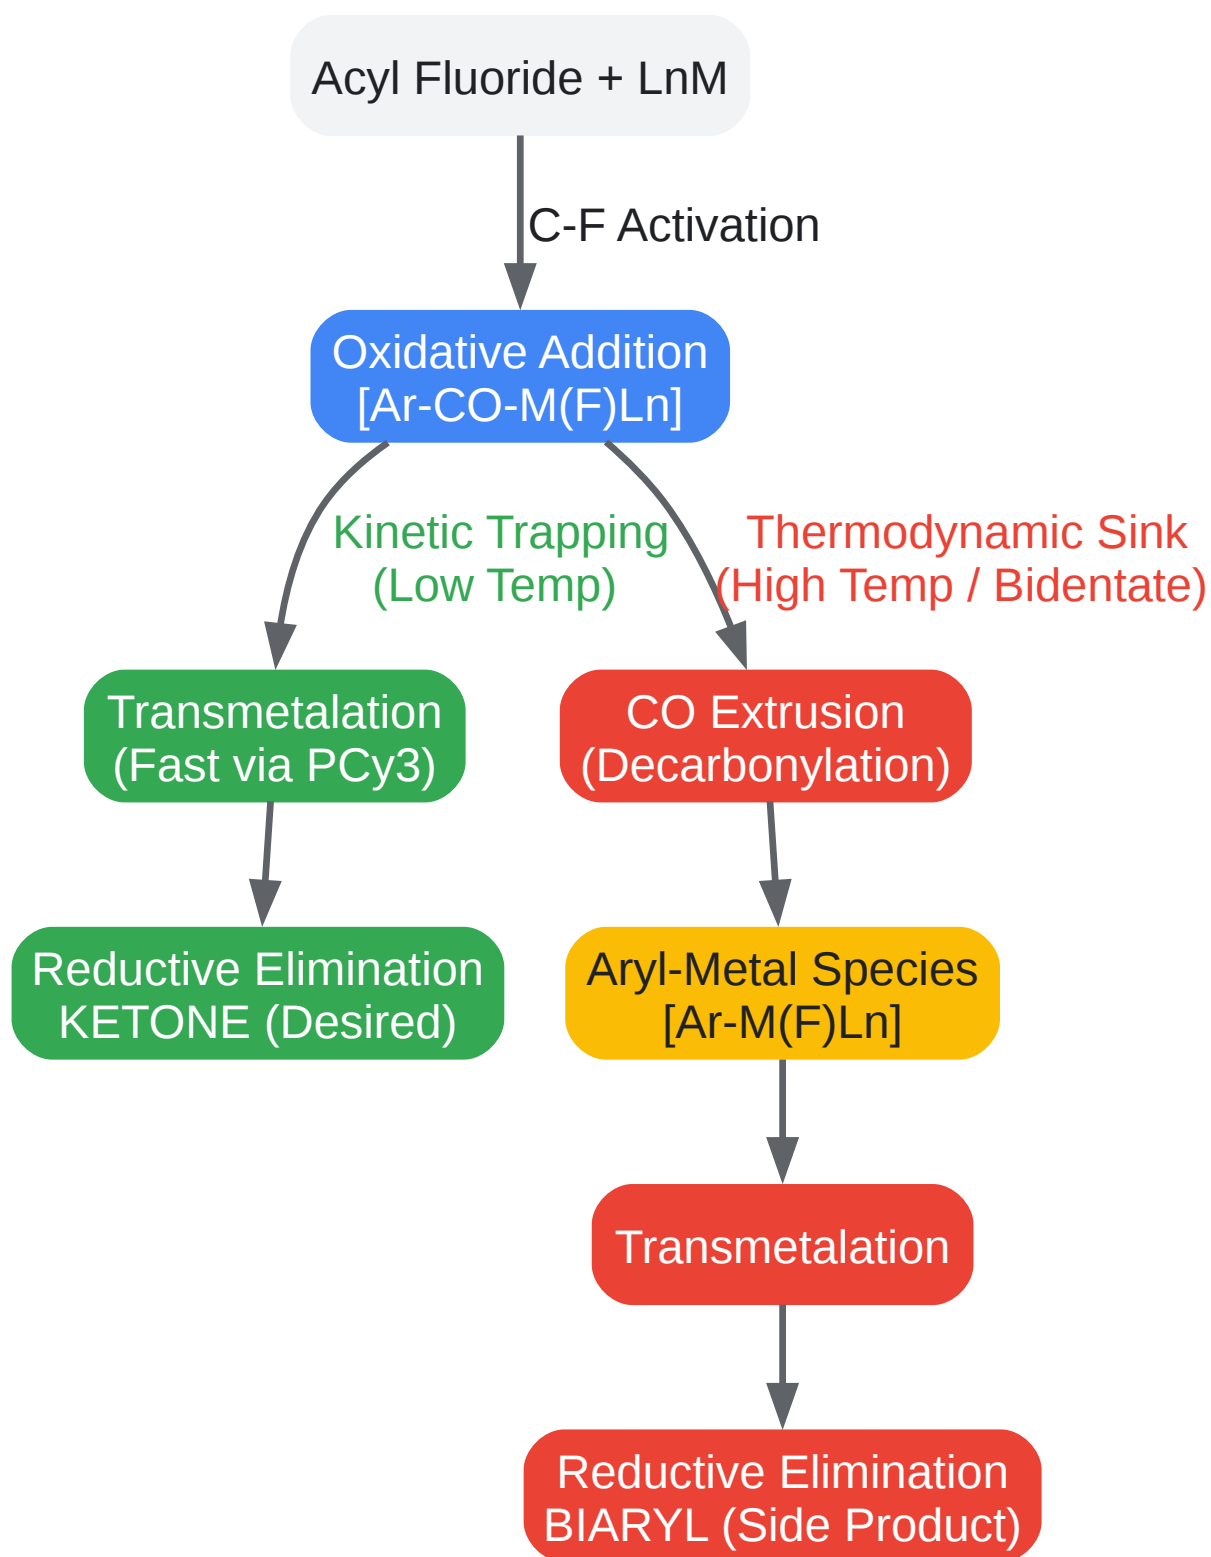 Acyl Fluoride + LnM
C-F Activation
Oxidative Addition
[Ar-CO-M(F)Ln]
Kinetic Trapping
(Low Temp)
Thermodynamic Sink
(High Temp / Bidentate)
Transmetalation
(Fast via PCy3)
CO Extrusion
(Decarbonylation)
Reductive Elimination
KETONE (Desired)
Aryl-Metal Species
[Ar-M(F)Ln]
Transmetalation
Reductive Elimination
BIARYL (Side Product)